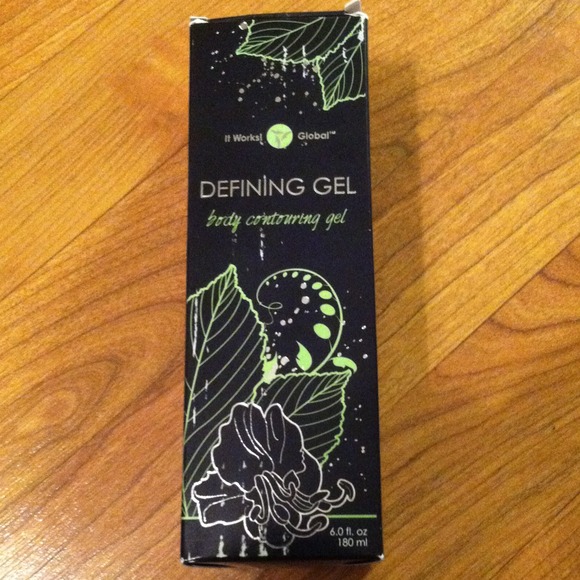 It Works! Global™
DEFINING GEL
body contouring gel
6.0 fl. oz
180 ml